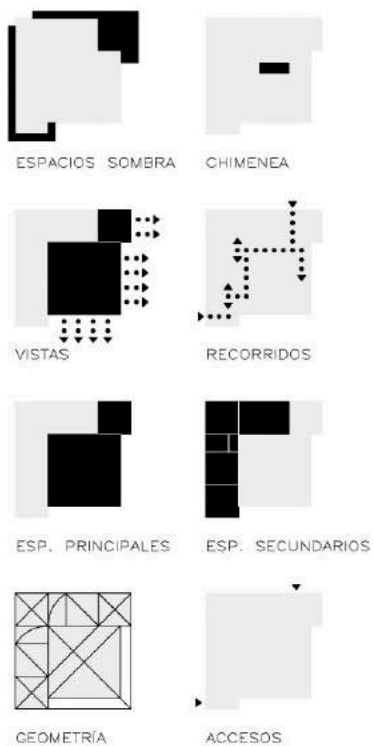 ESPACIOS SOMBRA
CHIMENEA
VISTAS
RECORRIDOS
ESP. PRINCIPALES
ESP. SECUNDARIOS
GEOMETRÍA
ACCESOS